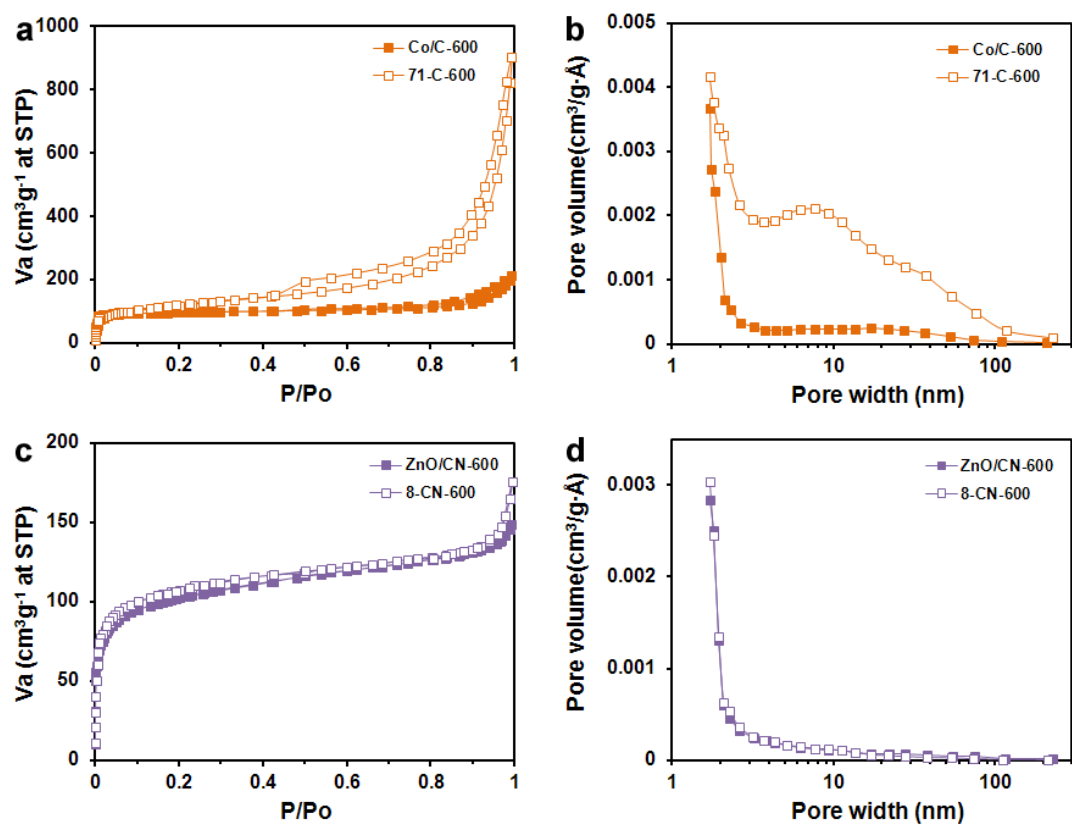 a
1000
800
600
400
200
0
Va (cm³g⁻¹ at STP)
Co/C-600
71-C-600
0 0.2 0.4 0.6 0.8 1
P/Po
b
0.005
0.004
0.003
0.002
0.001
0
Pore volume(cm³/g·Å)
Co/C-600
71-C-600
1 10 100
Pore width (nm)
c
200
150
100
50
0
Va (cm³g⁻¹ at STP)
ZnO/CN-600
8-CN-600
0 0.2 0.4 0.6 0.8 1
P/Po
d
0.003
0.002
0.001
0
Pore volume(cm³/g·Å)
ZnO/CN-600
8-CN-600
1 10 100
Pore width (nm)